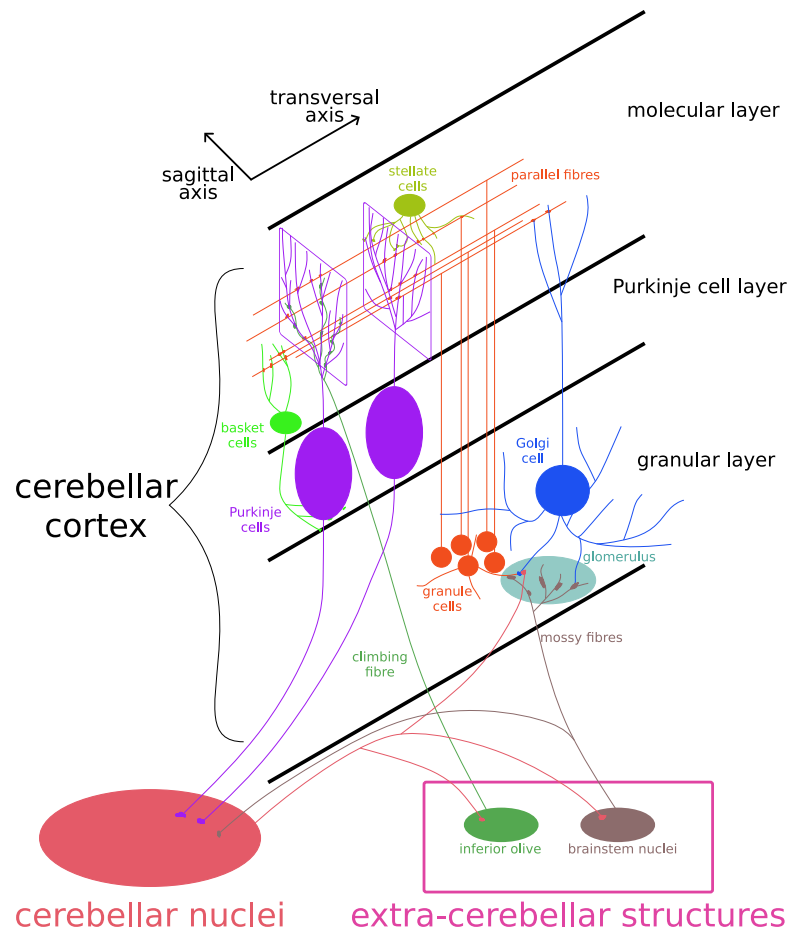 transversal
axis
molecular layer
sagittal
axis
stellate
cells
parallel fibres
Purkinje cell layer
basket
cells
Golgi
cell
granular layer
cerebellar
cortex
Purkinje
cells
glomerulus
granule
cells
mossy fibres
climbing
fibre
inferior olive
brainstem nuclei
cerebellar nuclei
extra-cerebellar structures